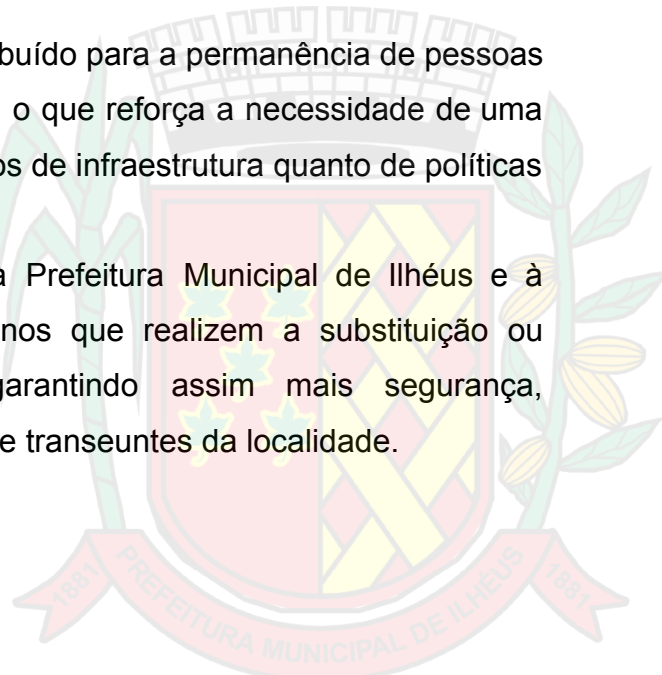 buído para a permanência de pessoas
o que reforça a necessidade de uma
os de infraestrutura quanto de políticas
a Prefeitura Municipal de Ilhéus e à
nos que realizem a substituição ou
garantindo assim mais segurança,
e transeuntes da localidade.
1881 PREFEITURA MUNICIPAL DE ILHÉUS 1881